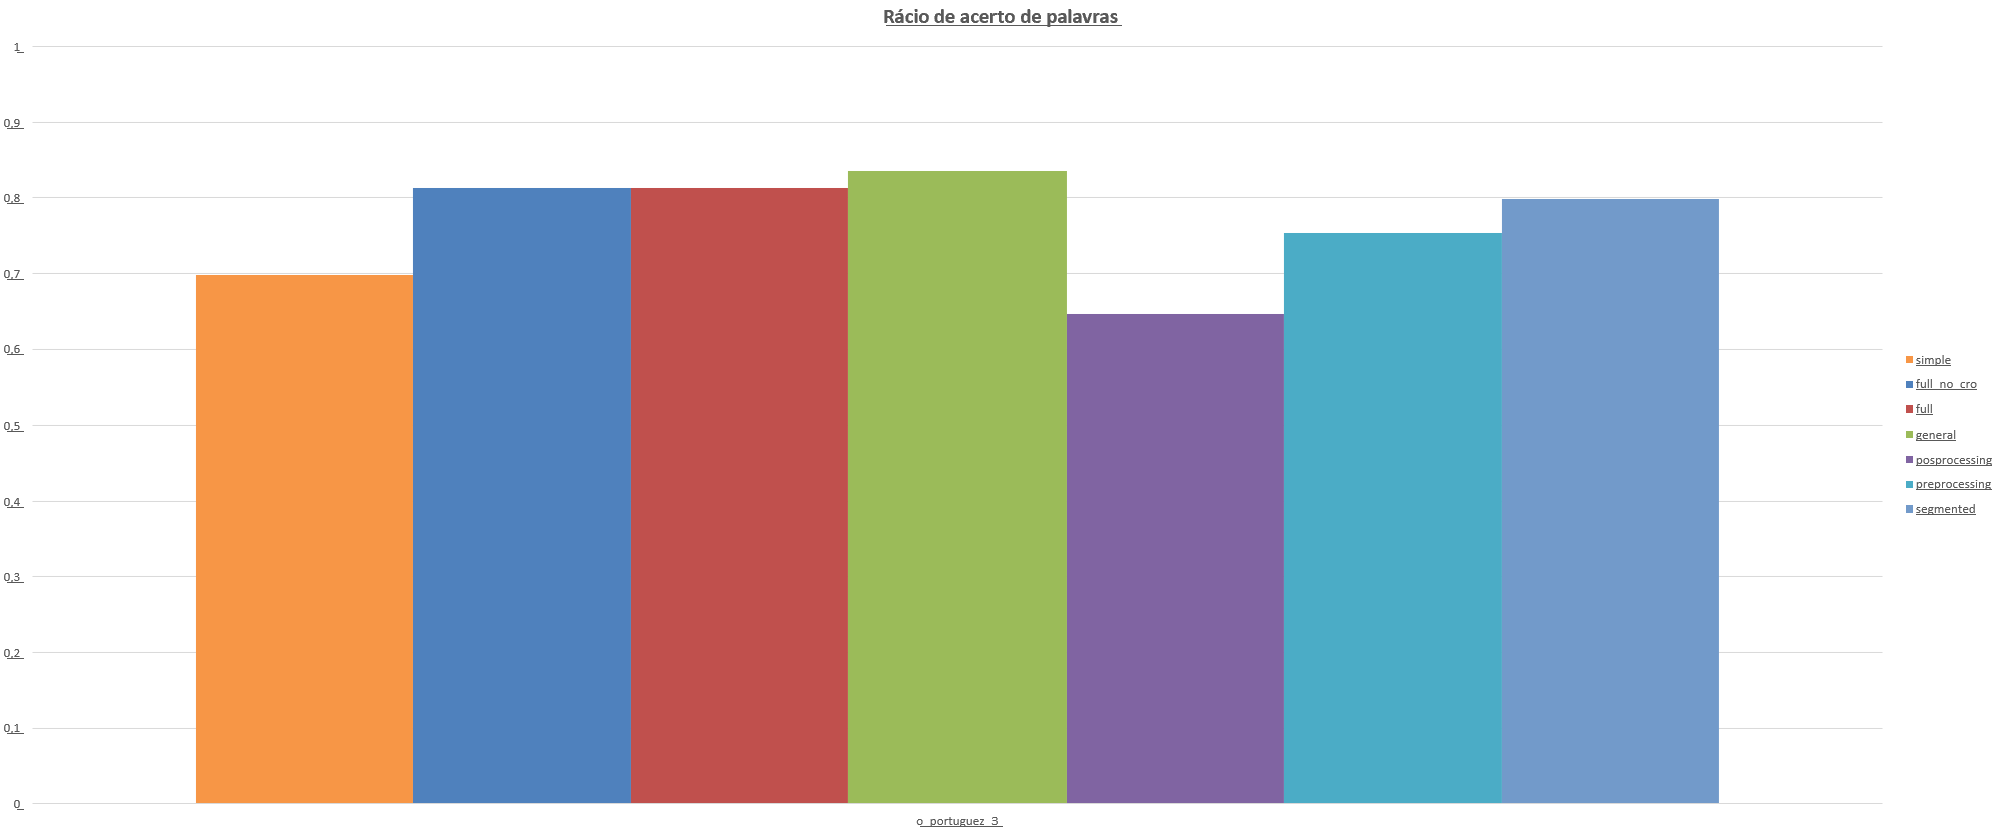 Rácio de acerto de palavras
1
0,9
0,8
0,7
0,6
0,5
0,4
0,3
0,2
0,1
0
o_portuguez_3
simple
full_no_cro
full
general
posprocessing
preprocessing
segmented